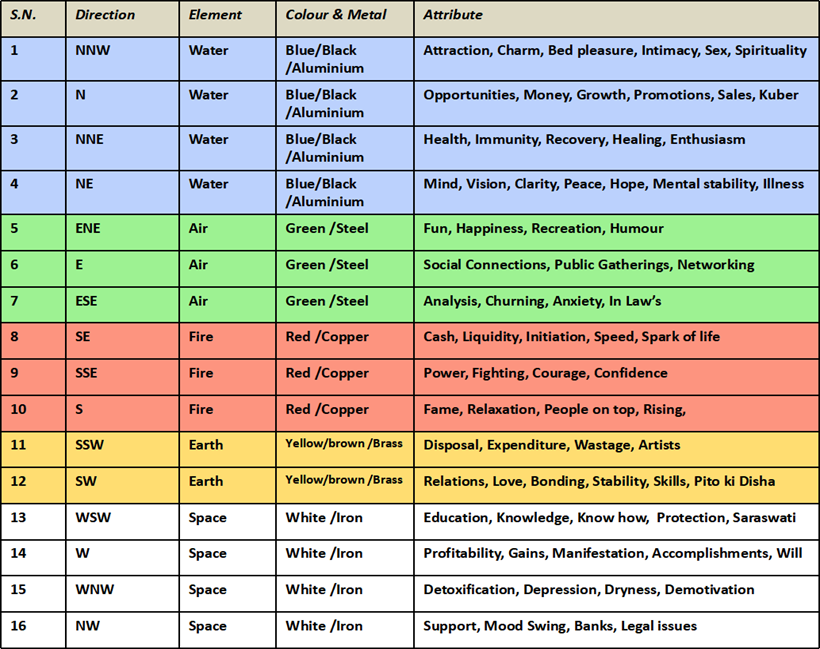 S.N. Direction Element Colour & Metal Attribute
1 NNW Water Blue/Black /Aluminium Attraction, Charm, Bed pleasure, Intimacy, Sex, Spirituality
2 N Water Blue/Black /Aluminium Opportunities, Money, Growth, Promotions, Sales, Kuber
3 NNE Water Blue/Black /Aluminium Health, Immunity, Recovery, Healing, Enthusiasm
4 NE Water Blue/Black /Aluminium Mind, Vision, Clarity, Peace, Hope, Mental stability, Illness
5 ENE Air Green /Steel Fun, Happiness, Recreation, Humour
6 E Air Green /Steel Social Connections, Public Gatherings, Networking
7 ESE Air Green /Steel Analysis, Churning, Anxiety, In Law’s
8 SE Fire Red /Copper Cash, Liquidity, Initiation, Speed, Spark of life
9 SSE Fire Red /Copper Power, Fighting, Courage, Confidence
10 S Fire Red /Copper Fame, Relaxation, People on top, Rising,
11 SSW Earth Yellow/brown /Brass Disposal, Expenditure, Wastage, Artists
12 SW Earth Yellow/brown /Brass Relations, Love, Bonding, Stability, Skills, Pito ki Disha
13 WSW Space White /Iron Education, Knowledge, Know how, Protection, Saraswati
14 W Space White /Iron Profitability, Gains, Manifestation, Accomplishments, Will
15 WNW Space White /Iron Detoxification, Depression, Dryness, Demotivation
16 NW Space White /Iron Support, Mood Swing, Banks, Legal issues